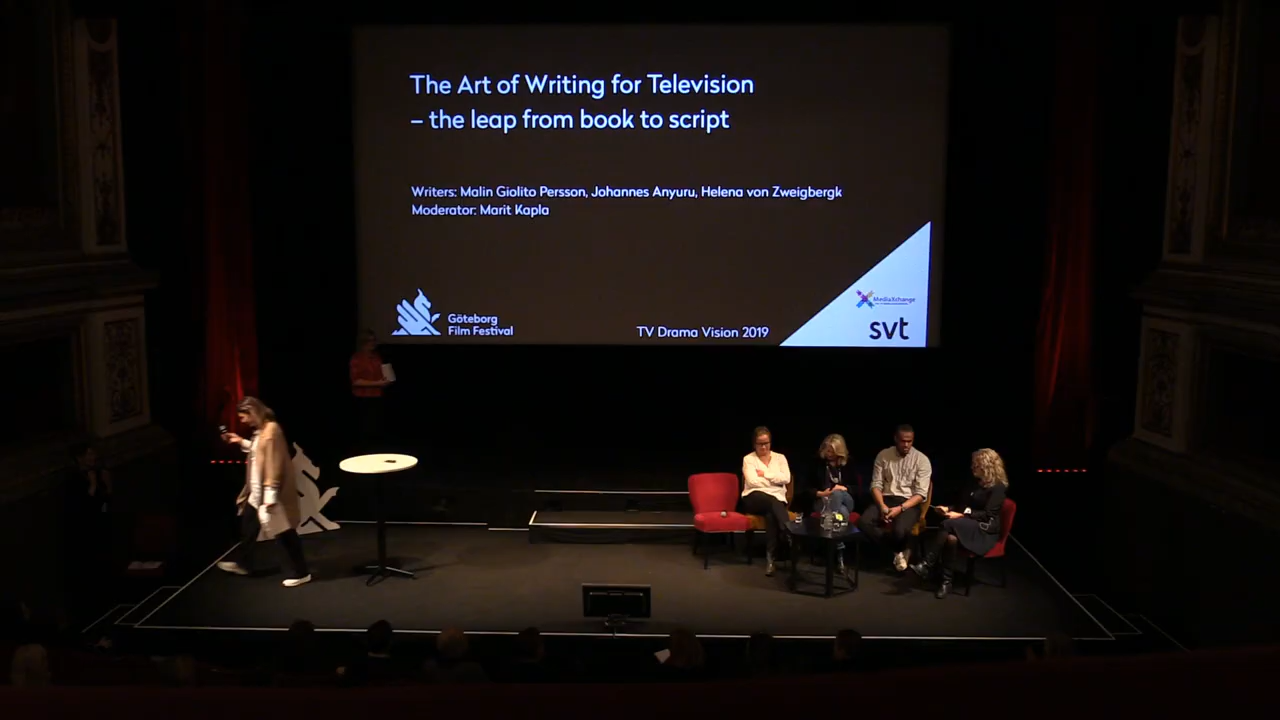 The Art of Writing for Television
– the leap from book to script
Writers: Malin Giolito Persson, Johannes Anyuru, Helena von Zweigbergk
Moderator: Marit Kapla
Göteborg
Film Festival
TV Drama Vision 2019
MediaXchange
svt